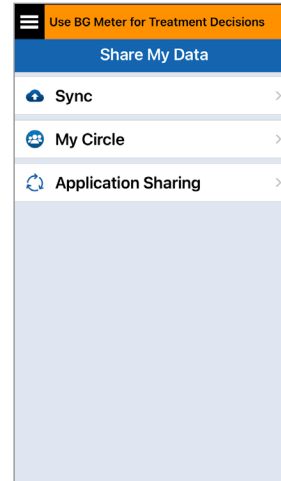 Use BG Meter for Treatment Decisions
Share My Data
Sync
My Circle
Application Sharing